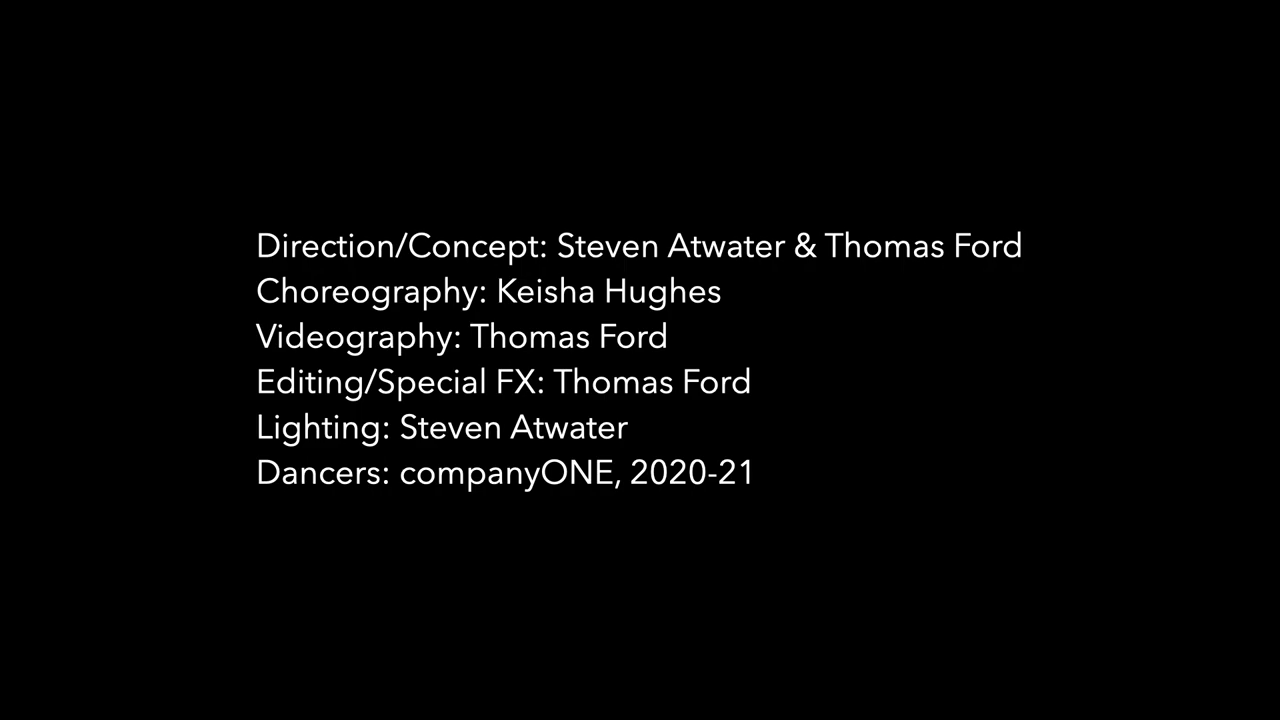 Direction/Concept: Steven Atwater & Thomas Ford
Choreography: Keisha Hughes
Videography: Thomas Ford
Editing/Special FX: Thomas Ford
Lighting: Steven Atwater
Dancers: companyONE, 2020-21